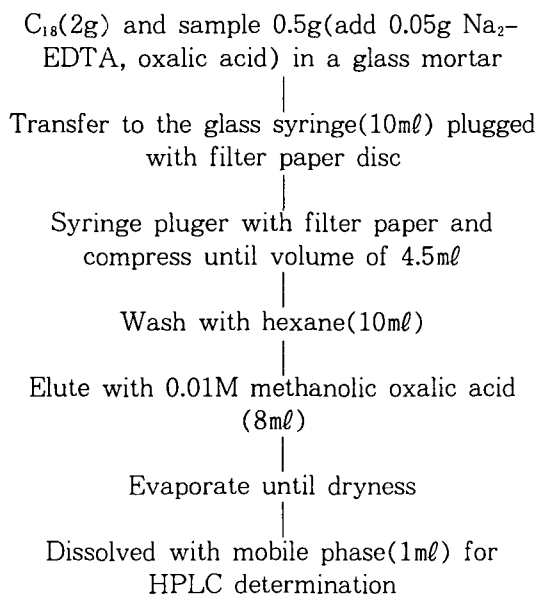 C₁₈(2g) and sample 0.5g(add 0.05g Na₂-
EDTA, oxalic acid) in a glass mortar
Transfer to the glass syringe(10mℓ) plugged
with filter paper disc
Syringe pluger with filter paper and
compress until volume of 4.5mℓ
Wash with hexane(10mℓ)
Elute with 0.01M methanolic oxalic acid
(8mℓ)
Evaporate until dryness
Dissolved with mobile phase(1mℓ) for
HPLC determination